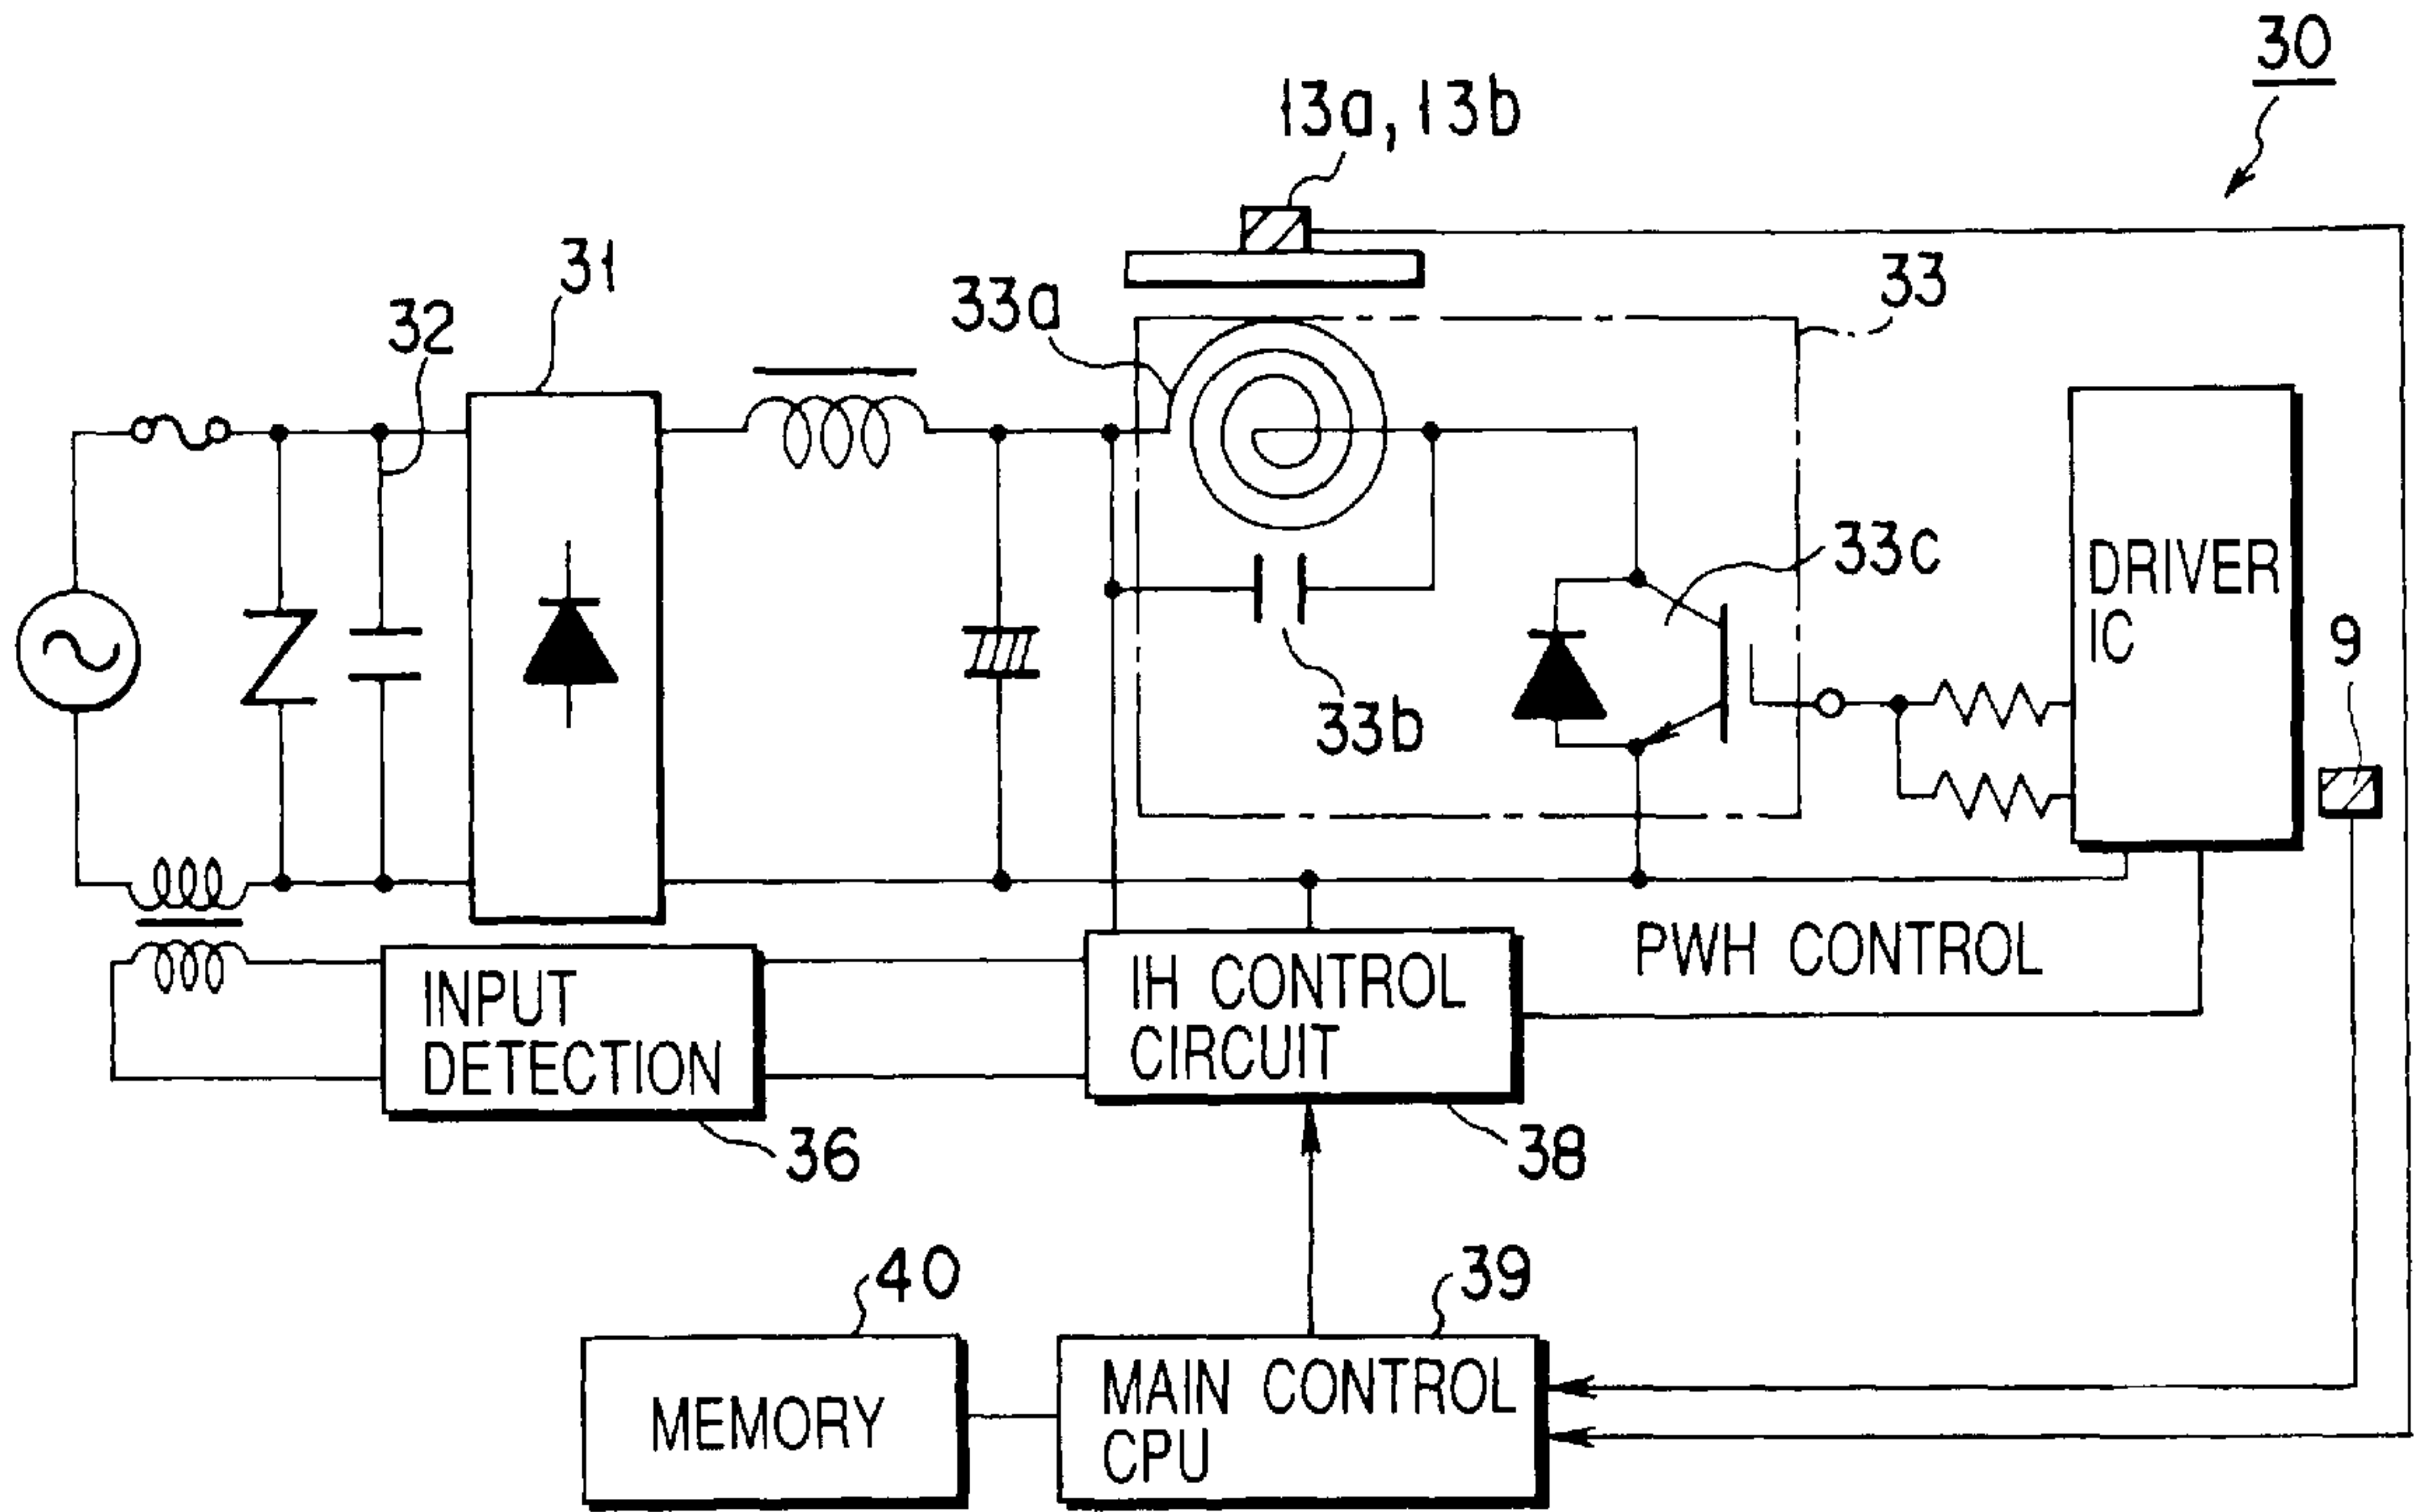 30
13a, 13b
31
33
33a
32
33c
DRIVER
IC
9
33b
PWH CONTROL
INPUT
DETECTION
IH CONTROL
CIRCUIT
36
38
40
39
MEMORY
MAIN CONTROL
CPU